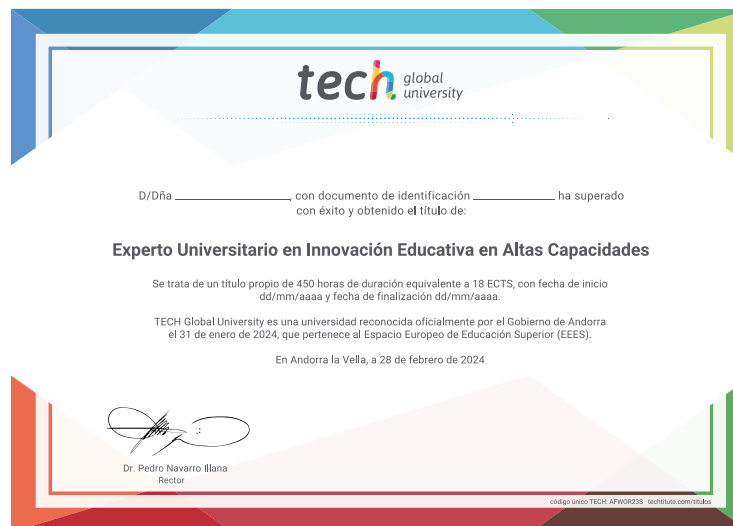 tech global
university
D/Dña ____________________, con documento de identificación ______________ ha superado
con éxito y obtenido el título de:
Experto Universitario en Innovación Educativa en Altas Capacidades
Se trata de un título propio de 450 horas de duración equivalente a 18 ECTS, con fecha de inicio
dd/mm/aaaa y fecha de finalización dd/mm/aaaa.
TECH Global University es una universidad reconocida oficialmente por el Gobierno de Andorra
el 31 de enero de 2024, que pertenece al Espacio Europeo de Educación Superior (EEES).
En Andorra la Vella, a 28 de febrero de 2024
Dr. Pedro Navarro Illana
Rector
código único TECH: AFWOR23S techtitute.com/titulos